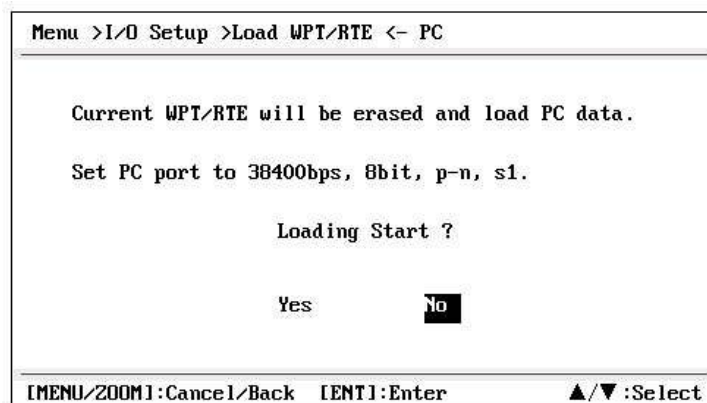 Menu >I/O Setup >Load WPT/RTE <- PC
Current WPT/RTE will be erased and load PC data.
Set PC port to 38400bps, 8bit, p-n, s1.
Loading Start ?
Yes No
[MENU/ZOOM]:Cancel/Back [ENT]:Enter ▲/▼:Select